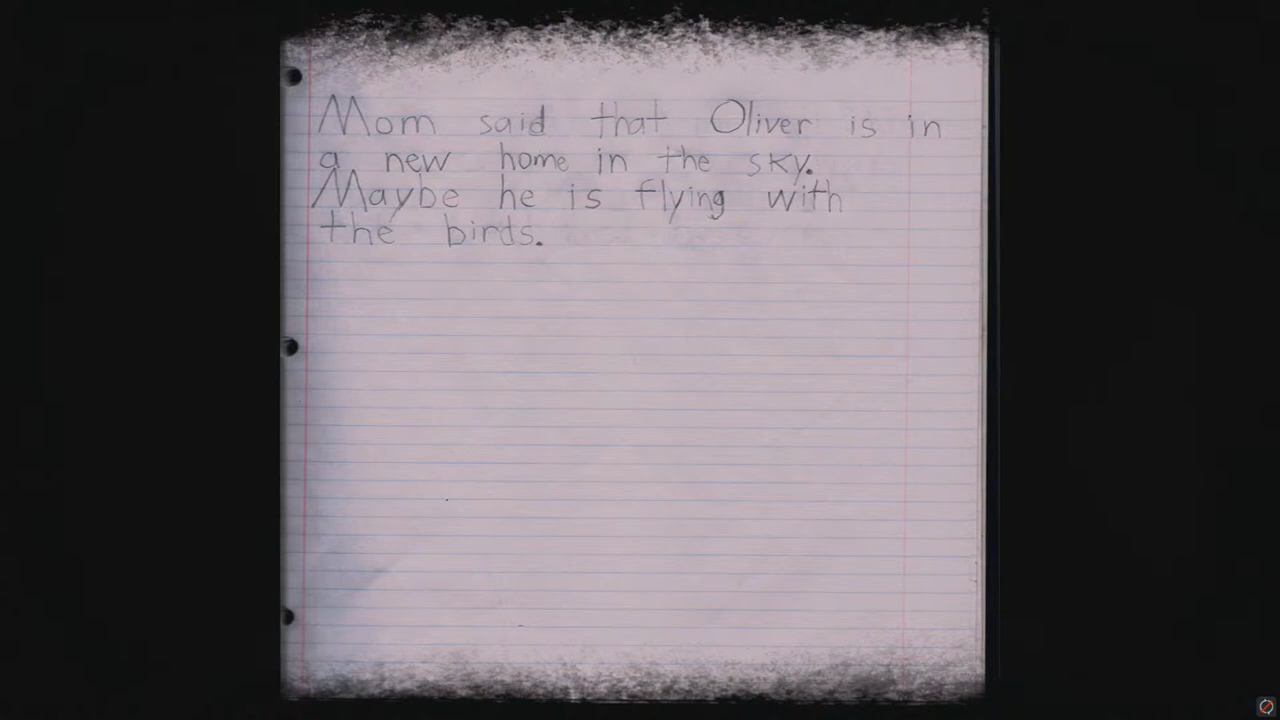 Mom said that Oliver is in
a new home in the sky.
Maybe he is flying with
the birds.